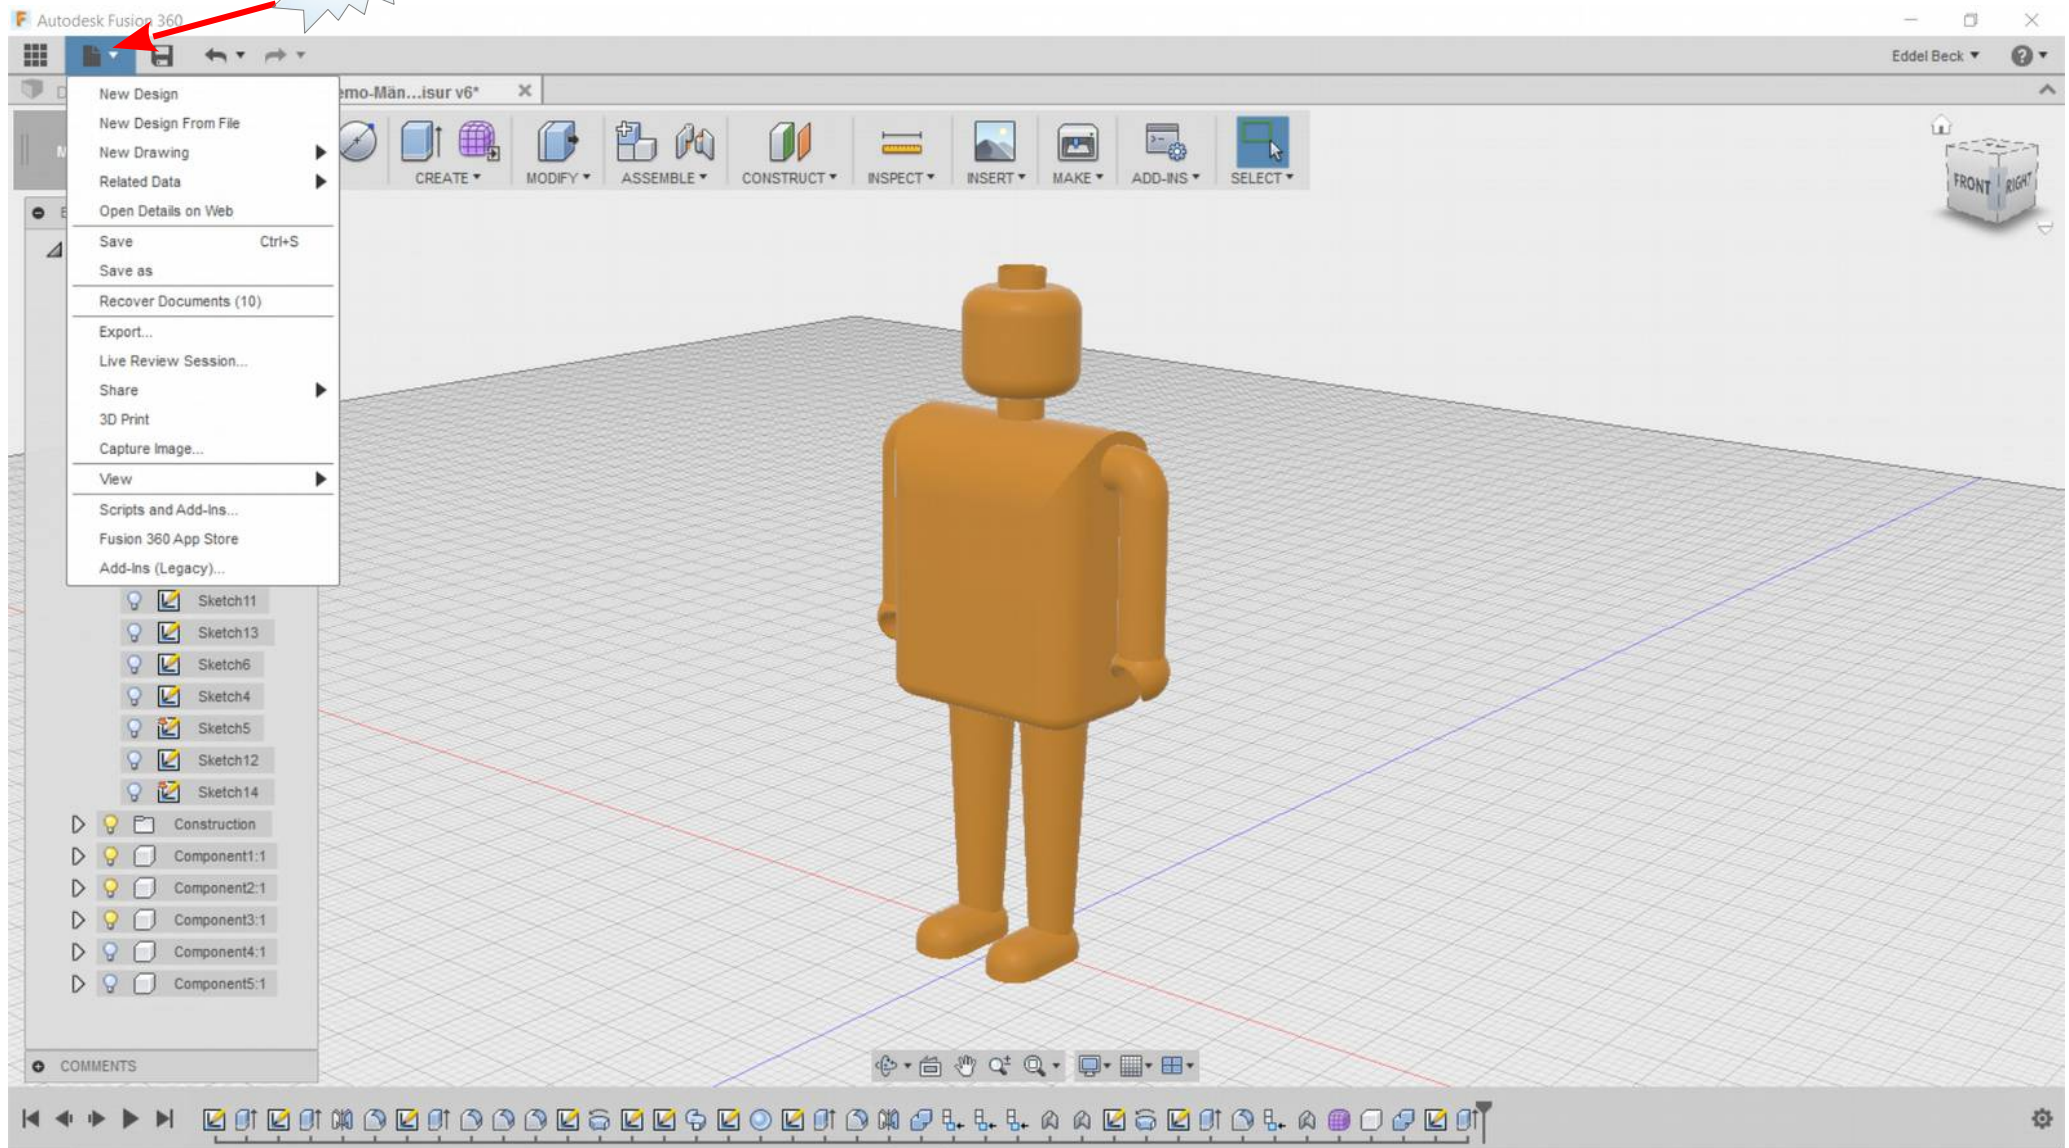 Autodesk Fusion 360
Eddel Beck
emo-Män...isur v6*
New Design
New Design From File
New Drawing
Related Data
Open Details on Web
Save Ctrl+S
Save as
Recover Documents (10)
Export...
Live Review Session...
Share
3D Print
Capture Image...
View
Scripts and Add-Ins...
Fusion 360 App Store
Add-Ins (Legacy)...
CREATE
MODIFY
ASSEMBLE
CONSTRUCT
INSPECT
INSERT
MAKE
ADD-INS
SELECT
FRONT
RIGHT
Sketch11
Sketch13
Sketch6
Sketch4
Sketch5
Sketch12
Sketch14
Construction
Component1:1
Component2:1
Component3:1
Component4:1
Component5:1
COMMENTS